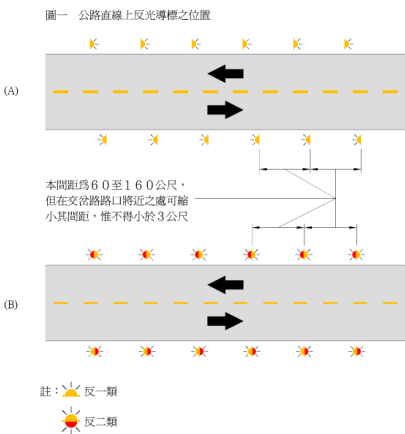 圖一 公路直線上反光導標之位置
(A)
本間距為60至160公尺,
但在交岔路路口將近之處可縮
小其間距,惟不得小於3公尺
(B)
註: 反一類
反二類